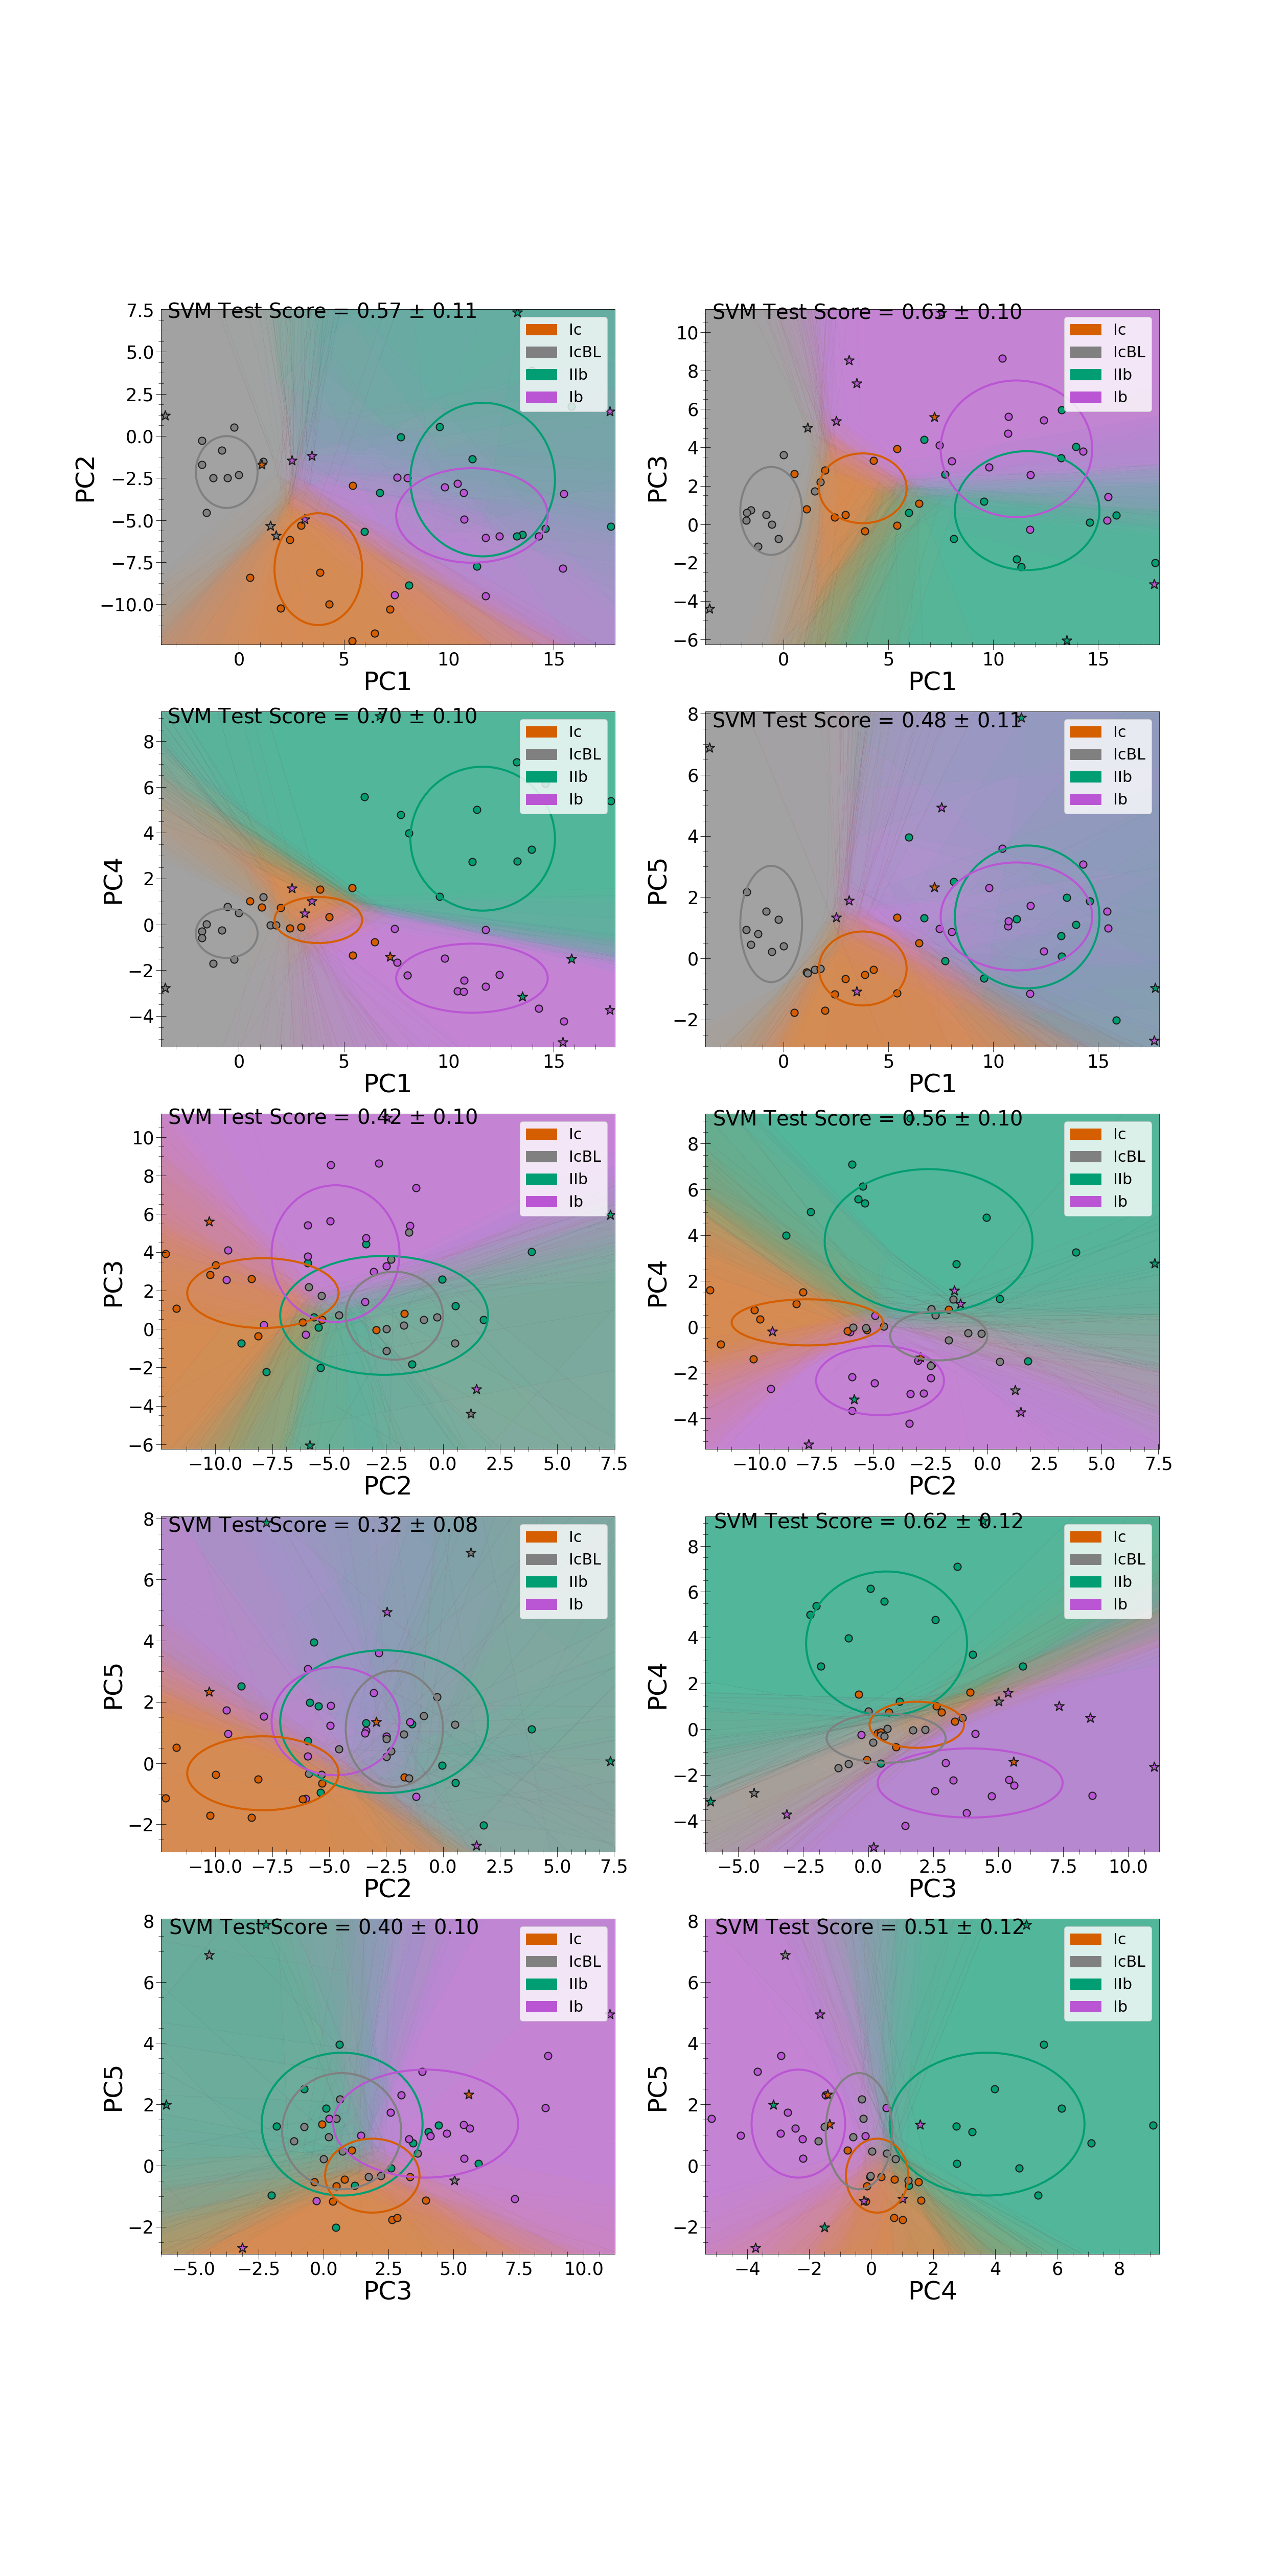 SVM Test Score = 0.57 ± 0.11
Ic
IcBL
IIb
Ib
7.5
5.0
2.5
0.0
−2.5
−5.0
−7.5
−10.0
PC2
0 5 10 15
PC1
SVM Test Score = 0.63 ± 0.10
Ic
IcBL
IIb
Ib
10
8
6
4
2
0
−2
−4
−6
PC3
0 5 10 15
PC1
SVM Test Score = 0.70 ± 0.10
Ic
IcBL
IIb
Ib
8
6
4
2
0
−2
−4
PC4
0 5 10 15
PC1
SVM Test Score = 0.48 ± 0.11
Ic
IcBL
IIb
Ib
8
6
4
2
0
−2
PC5
0 5 10 15
PC1
SVM Test Score = 0.42 ± 0.10
Ic
IcBL
IIb
Ib
10
8
6
4
2
0
−2
−4
−6
PC3
−10.0 −7.5 −5.0 −2.5 0.0 2.5 5.0 7.5
PC2
SVM Test Score = 0.56 ± 0.10
Ic
IcBL
IIb
Ib
8
6
4
2
0
−2
−4
PC4
−10.0 −7.5 −5.0 −2.5 0.0 2.5 5.0 7.5
PC2
SVM Test Score = 0.32 ± 0.08
Ic
IcBL
IIb
Ib
8
6
4
2
0
−2
PC5
−10.0 −7.5 −5.0 −2.5 0.0 2.5 5.0 7.5
PC2
SVM Test Score = 0.62 ± 0.12
Ic
IcBL
IIb
Ib
8
6
4
2
0
−2
−4
PC4
−5.0 −2.5 0.0 2.5 5.0 7.5 10.0
PC3
SVM Test Score = 0.40 ± 0.10
Ic
IcBL
IIb
Ib
8
6
4
2
0
−2
PC5
−5.0 −2.5 0.0 2.5 5.0 7.5 10.0
PC3
SVM Test Score = 0.51 ± 0.12
Ic
IcBL
IIb
Ib
8
6
4
2
0
−2
PC5
−4 −2 0 2 4 6 8
PC4